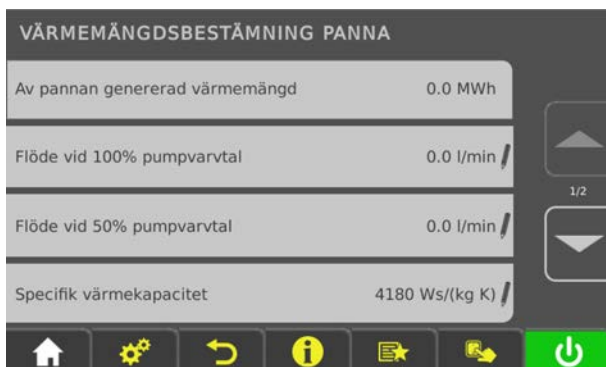 VÄRMEMÄNGDSBESTÄMNING PANNA
Av pannan genererad värmemängd 0.0 MWh
Flöde vid 100% pumpvarvtal 0.0 l/min
1/2
Flöde vid 50% pumpvarvtal 0.0 l/min
Specifik värmekapacitet 4180 Ws/(kg K)